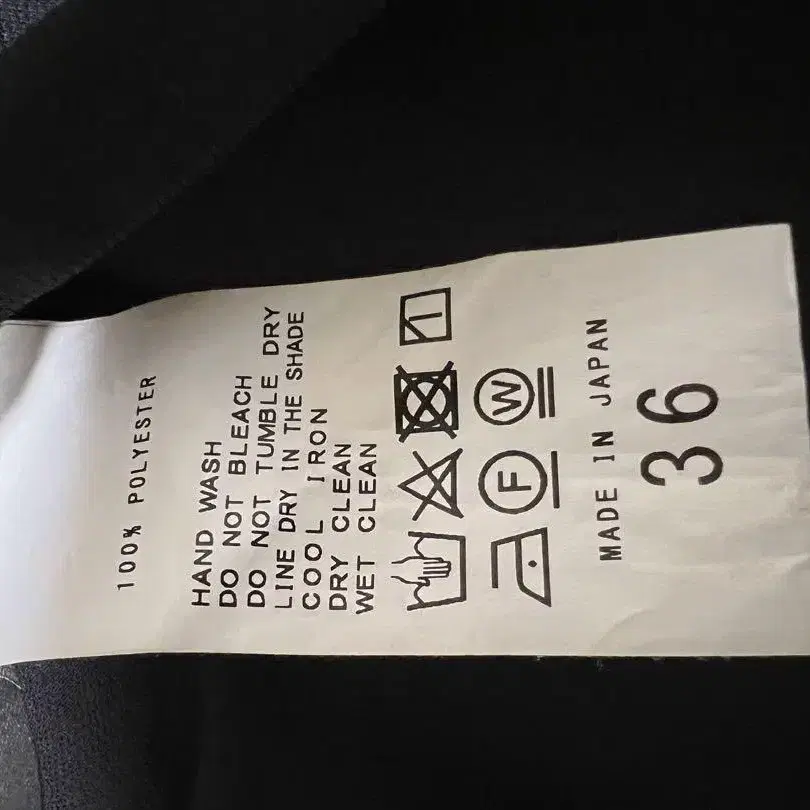 100% POLYESTER
HAND WASH
DO NOT BLEACH
DO NOT TUMBLE DRY
LINE DRY IN THE SHADE
COOL IRON
DRY CLEAN
WET CLEAN
F W
MADE IN JAPAN
36